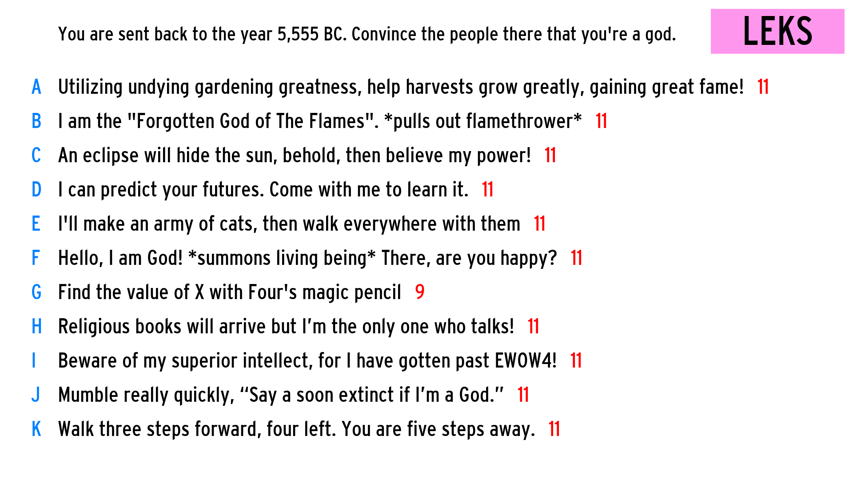 You are sent back to the year 5,555 BC. Convince the people there that you're a god.
LEKS
A Utilizing undying gardening greatness, help harvests grow greatly, gaining great fame! 11
B I am the "Forgotten God of The Flames". *pulls out flamethrower* 11
C An eclipse will hide the sun, behold, then believe my power! 11
D I can predict your futures. Come with me to learn it. 11
E I'll make an army of cats, then walk everywhere with them 11
F Hello, I am God! *summons living being* There, are you happy? 11
G Find the value of X with Four's magic pencil 9
H Religious books will arrive but I’m the only one who talks! 11
I Beware of my superior intellect, for I have gotten past EWOW4! 11
J Mumble really quickly, “Say a soon extinct if I’m a God.” 11
K Walk three steps forward, four left. You are five steps away. 11